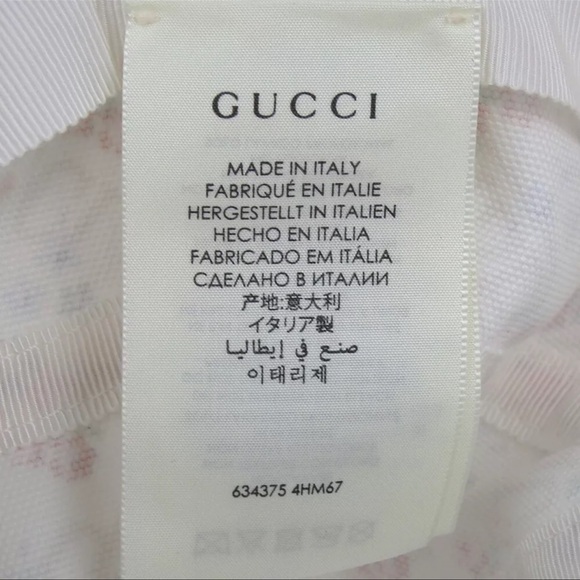 GUCCI
MADE IN ITALY
FABRIQUÉ EN ITALIE
HERGESTELLT IN ITALIEN
HECHO EN ITALIA
FABRICADO EM ITÁLIA
СДЕЛАНО В ИТАЛИИ
产地:意大利
イタリア製
صنع في إيطاليا
이태리제
634375 4HM67